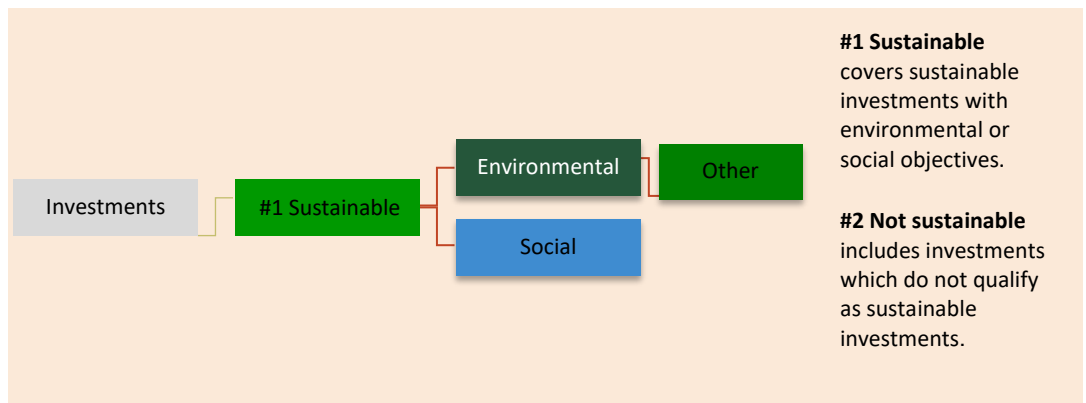 Investments
#1 Sustainable
Environmental
Other
Social
#1 Sustainable
covers sustainable
investments with
environmental or
social objectives.
#2 Not sustainable
includes investments
which do not qualify
as sustainable
investments.